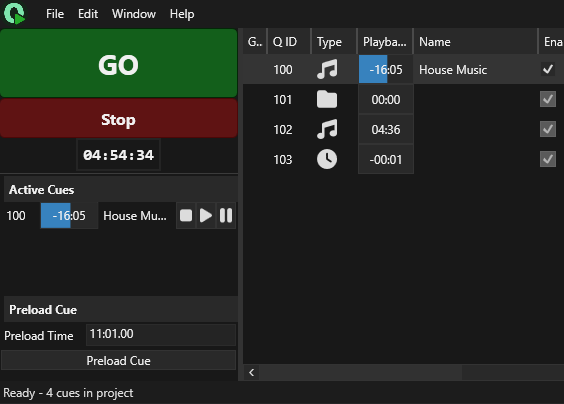 File Edit Window Help
GO
Stop
04:54:34
Active Cues
100 -16:05 House Mu...
Preload Cue
Preload Time 11:01.00
Preload Cue
G.. Q ID Type Playba... Name Ena
100 -16:05 House Music
101 00:00
102 04:36
103 -00:01
Ready - 4 cues in project